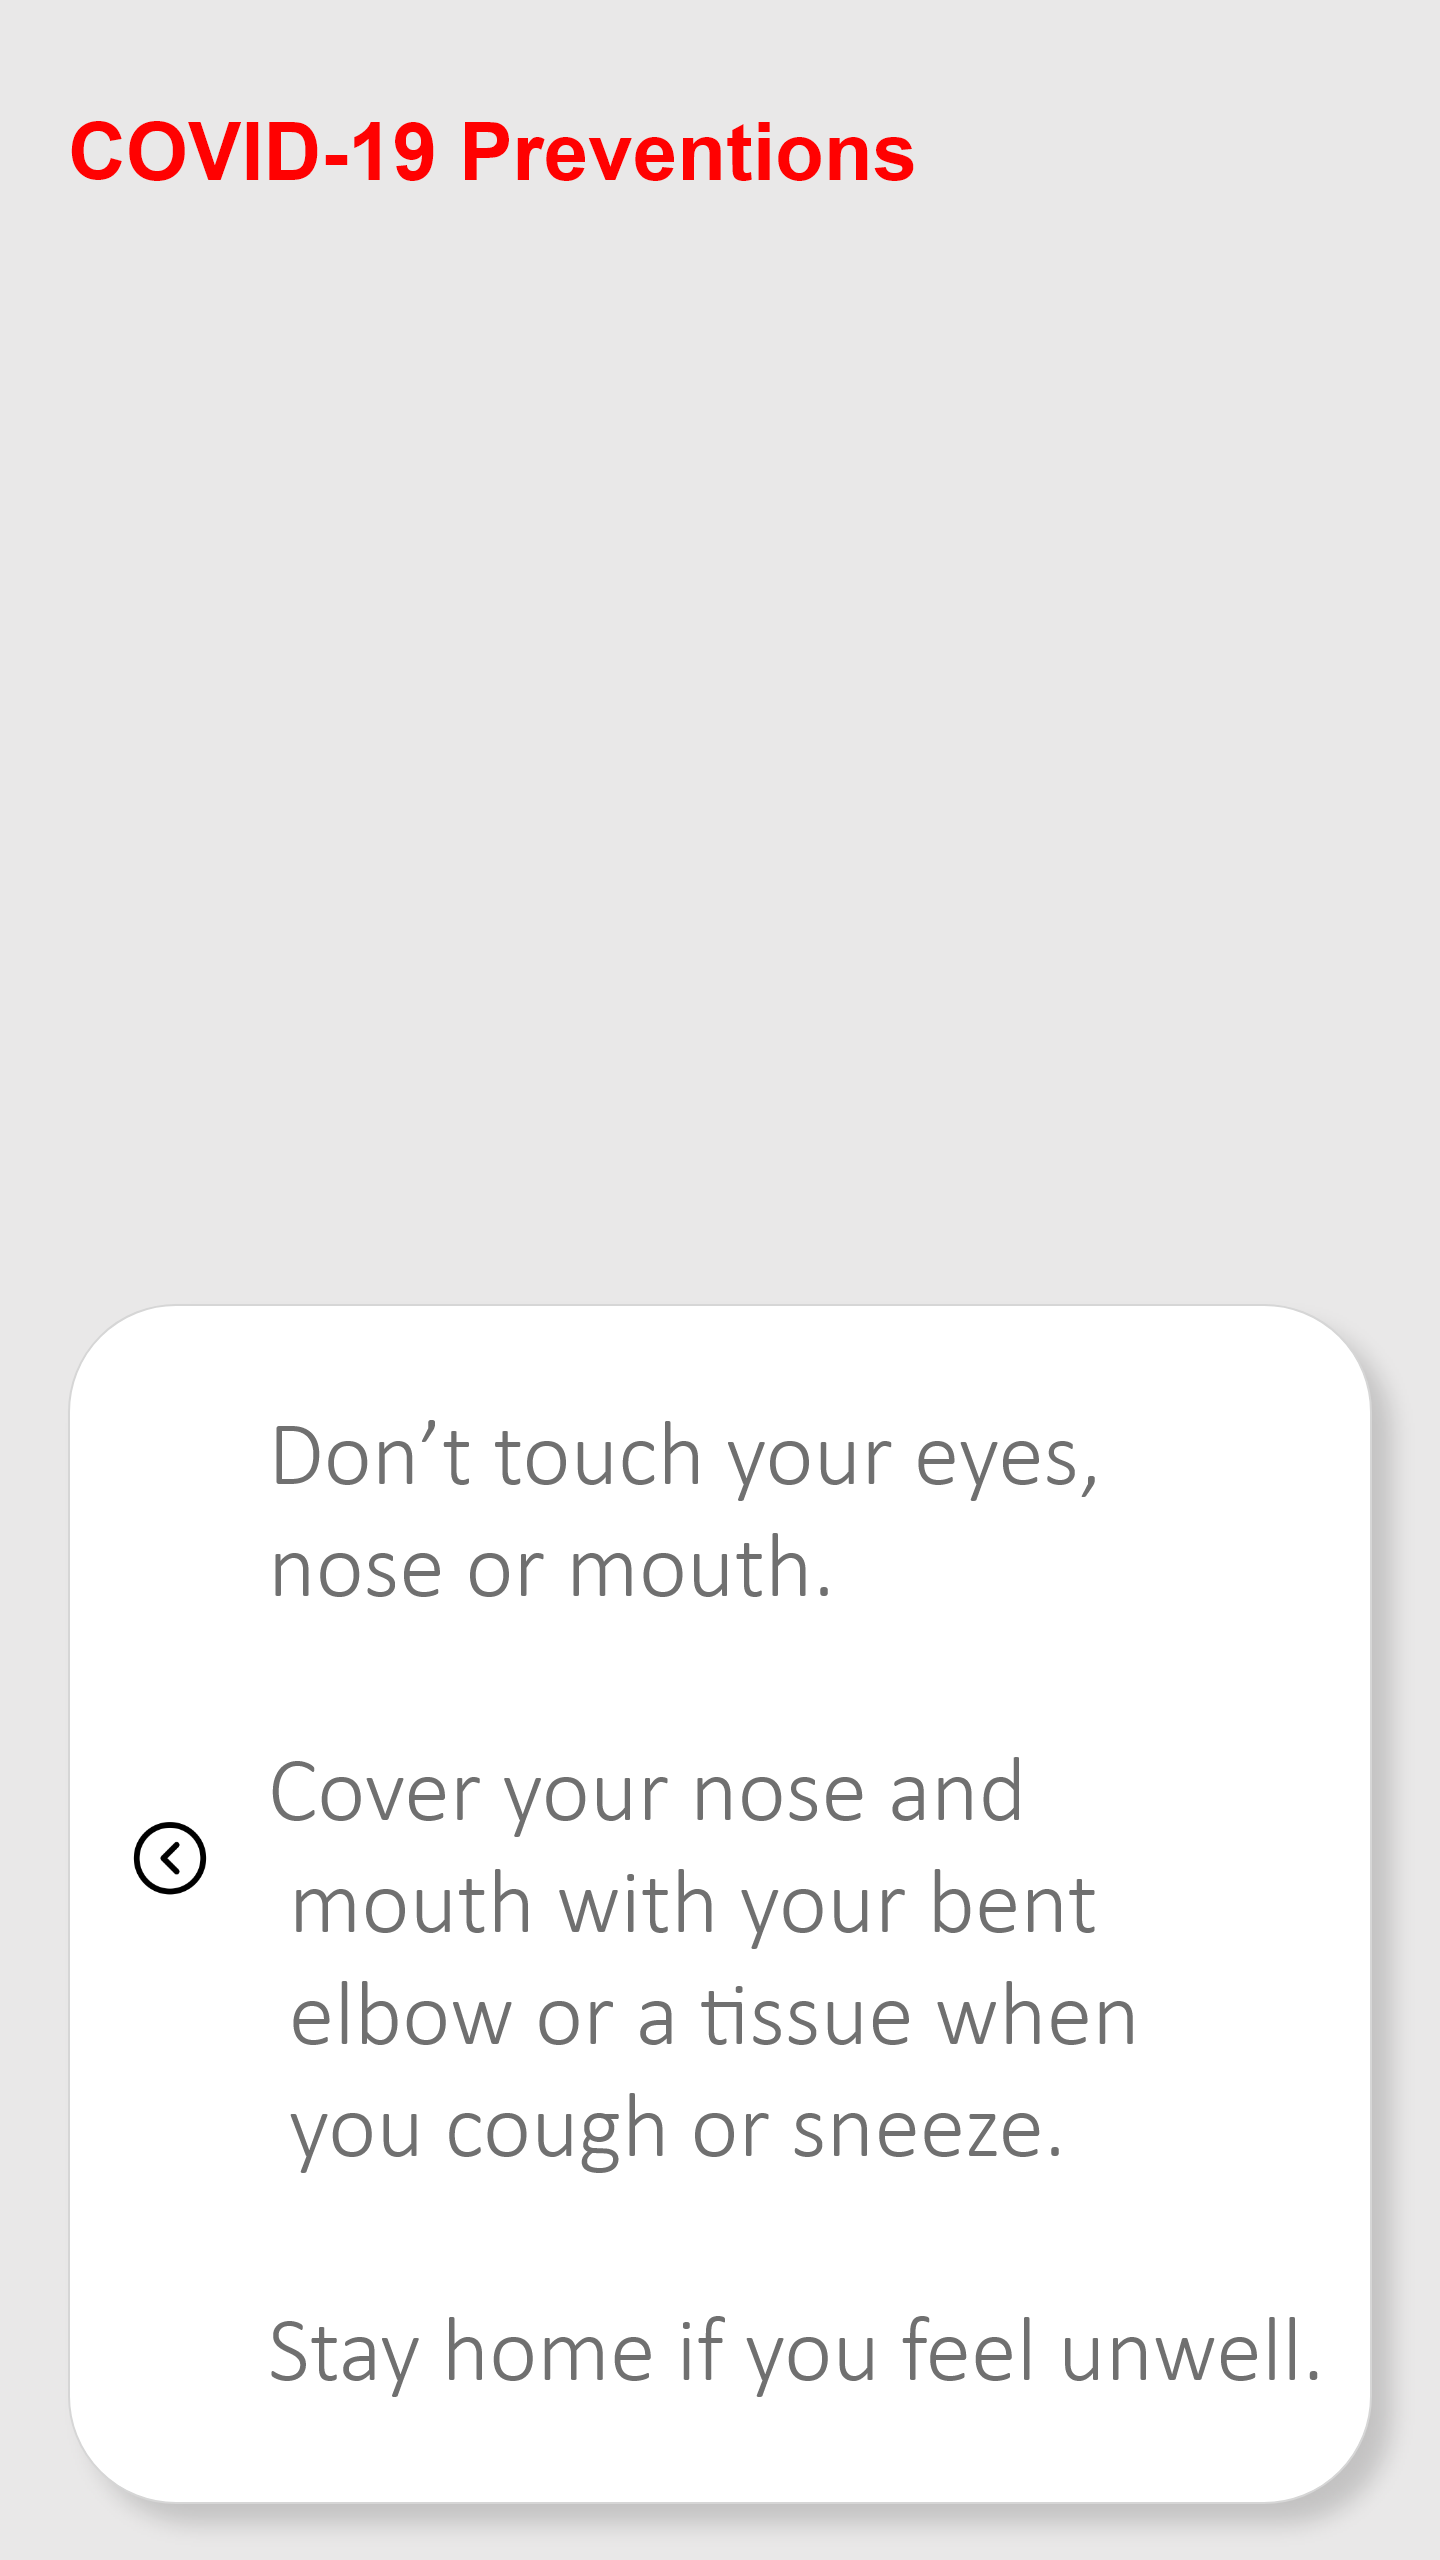 COVID-19 Preventions
Don’t touch your eyes,
nose or mouth.
Cover your nose and
mouth with your bent
elbow or a tissue when
you cough or sneeze.
Stay home if you feel unwell.